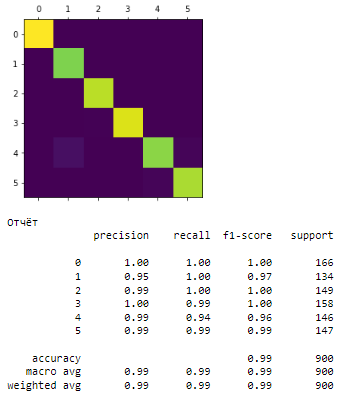 0 1 2 3 4 5
0
1
2
3
4
5
Отчёт
precision recall f1-score support
0 1.00 1.00 1.00 166
1 0.95 1.00 0.97 134
2 0.99 1.00 1.00 149
3 1.00 0.99 1.00 158
4 0.99 0.94 0.96 146
5 0.99 0.99 0.99 147
accuracy 0.99 900
macro avg 0.99 0.99 0.99 900
weighted avg 0.99 0.99 0.99 900